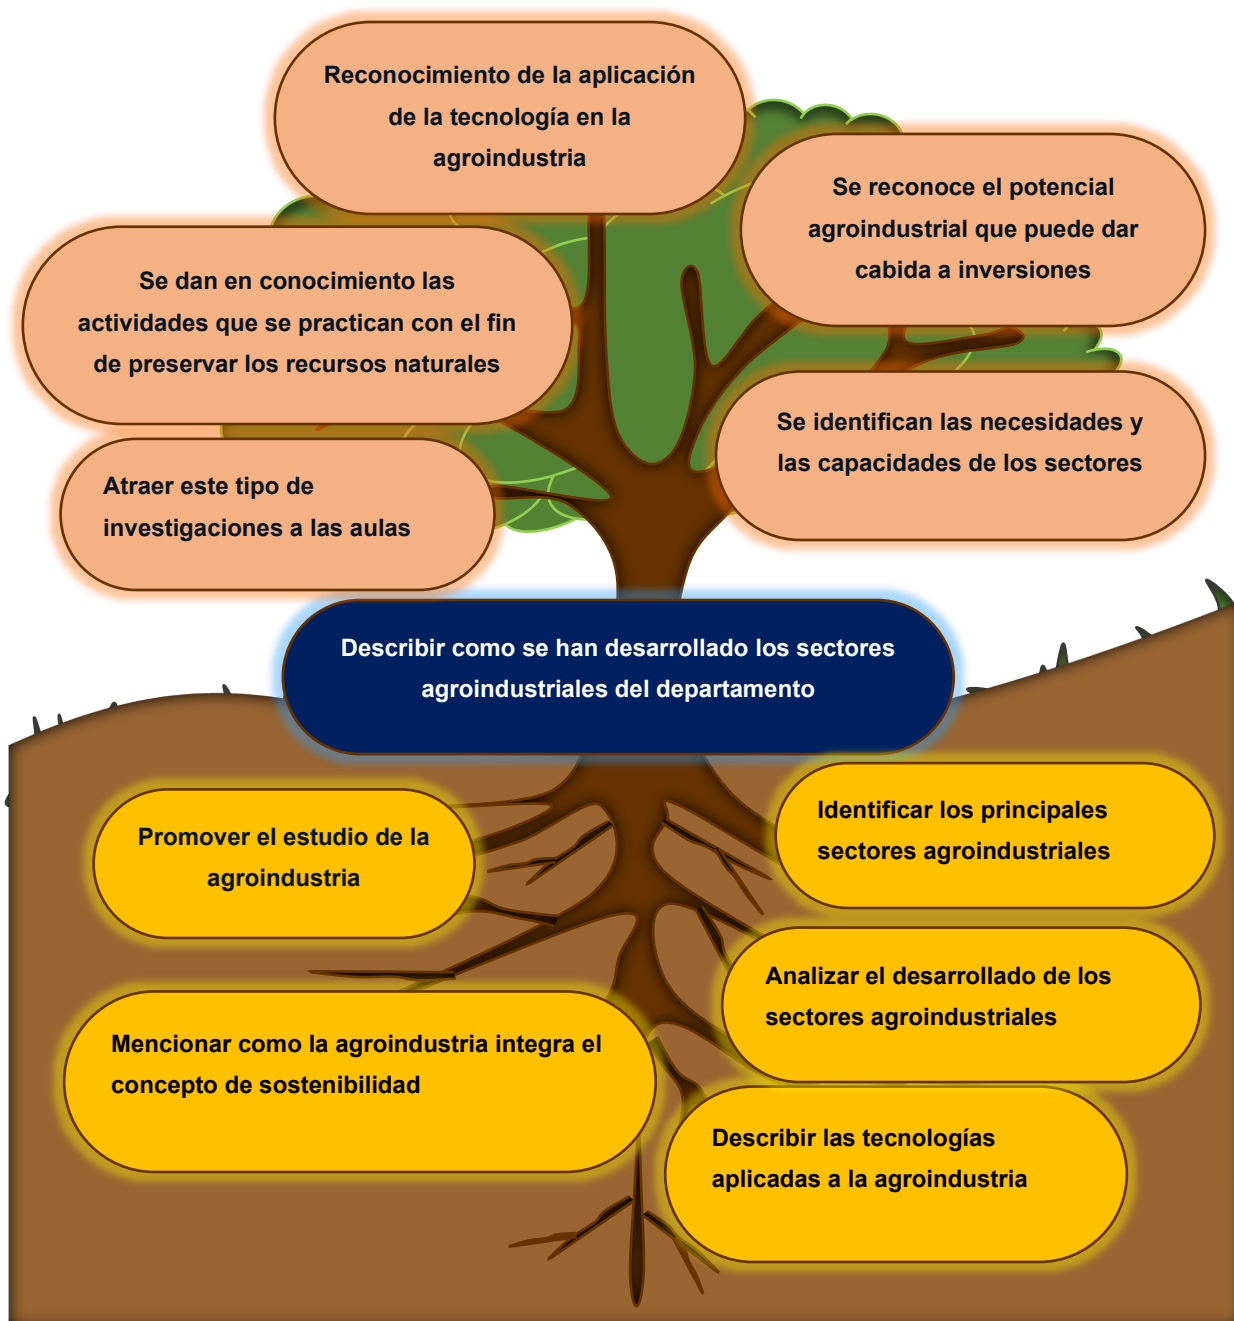 Reconocimiento de la aplicación
de la tecnología en la
agroindustria
Se reconoce el potencial
agroindustrial que puede dar
cabida a inversiones
Se dan en conocimiento las
actividades que se practican con el fin
de preservar los recursos naturales
Se identifican las necesidades y
las capacidades de los sectores
Atraer este tipo de
investigaciones a las aulas
Describir como se han desarrollado los sectores
agroindustriales del departamento
Promover el estudio de la
agroindustria
Identificar los principales
sectores agroindustriales
Analizar el desarrollado de los
sectores agroindustriales
Mencionar como la agroindustria integra el
concepto de sostenibilidad
Describir las tecnologías
aplicadas a la agroindustria